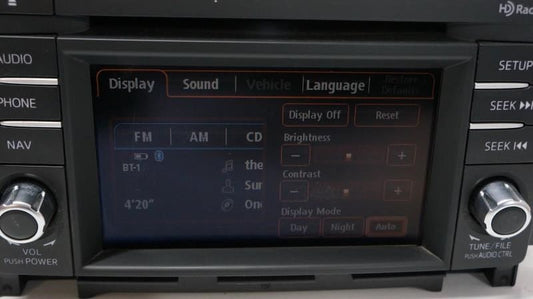 HD Radio
AUDIO
PHONE
NAV
VOL
PUSH POWER
Display
Sound
Vehicle
Language
Restore
Defaults
Display Off
Reset
FM
AM
CD
Brightness
BT-1
the
− +
Contrast
Sur
− +
4'20"
One
Display Mode
Day
Night
Auto
SETUP
SEEK
SEEK
TUNE/FILE
PUSH AUDIO CTRL